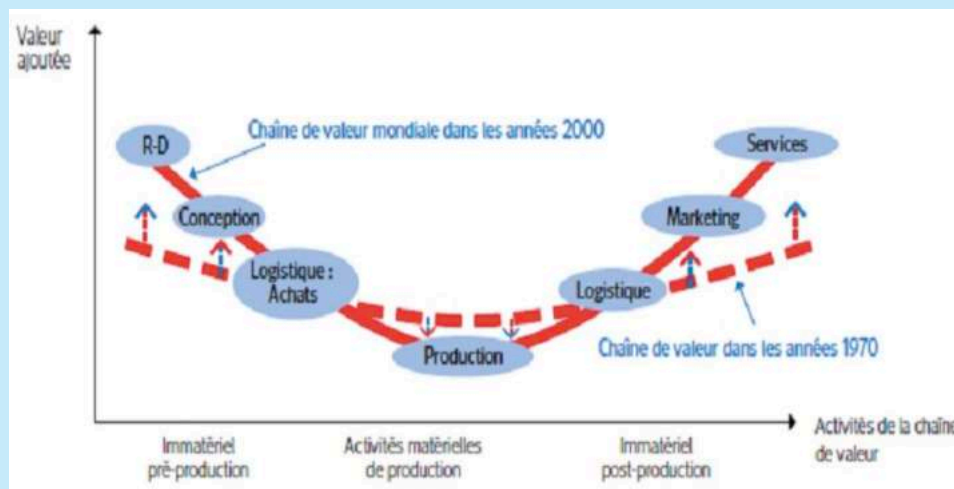 Valeur
ajoutée
Chaîne de valeur mondiale dans les années 2000
R-D
Services
Conception
Marketing
Logistique :
Achats
Logistique
Production
Chaîne de valeur dans les années 1970
Activités de la chaîne
de valeur
Immatériel
pré-production
Activités matérielles
de production
Immatériel
post-production